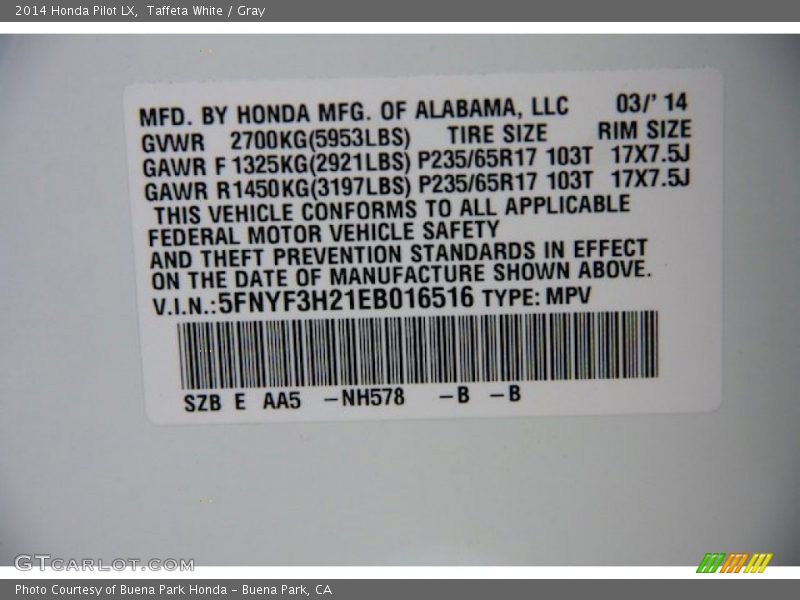 2014 Honda Pilot LX, Taffeta White / Gray
MFD. BY HONDA MFG. OF ALABAMA, LLC 03/' 14
GVWR 2700KG(5953LBS) TIRE SIZE RIM SIZE
GAWR F 1325KG(2921LBS) P235/65R17 103T 17X7.5J
GAWR R1450KG(3197LBS) P235/65R17 103T 17X7.5J
THIS VEHICLE CONFORMS TO ALL APPLICABLE
FEDERAL MOTOR VEHICLE SAFETY
AND THEFT PREVENTION STANDARDS IN EFFECT
ON THE DATE OF MANUFACTURE SHOWN ABOVE.
V.I.N.:5FNYF3H21EB016516 TYPE: MPV
SZB E AA5 -NH578 -B -B
GTCARLOT.COM
Photo Courtesy of Buena Park Honda - Buena Park, CA